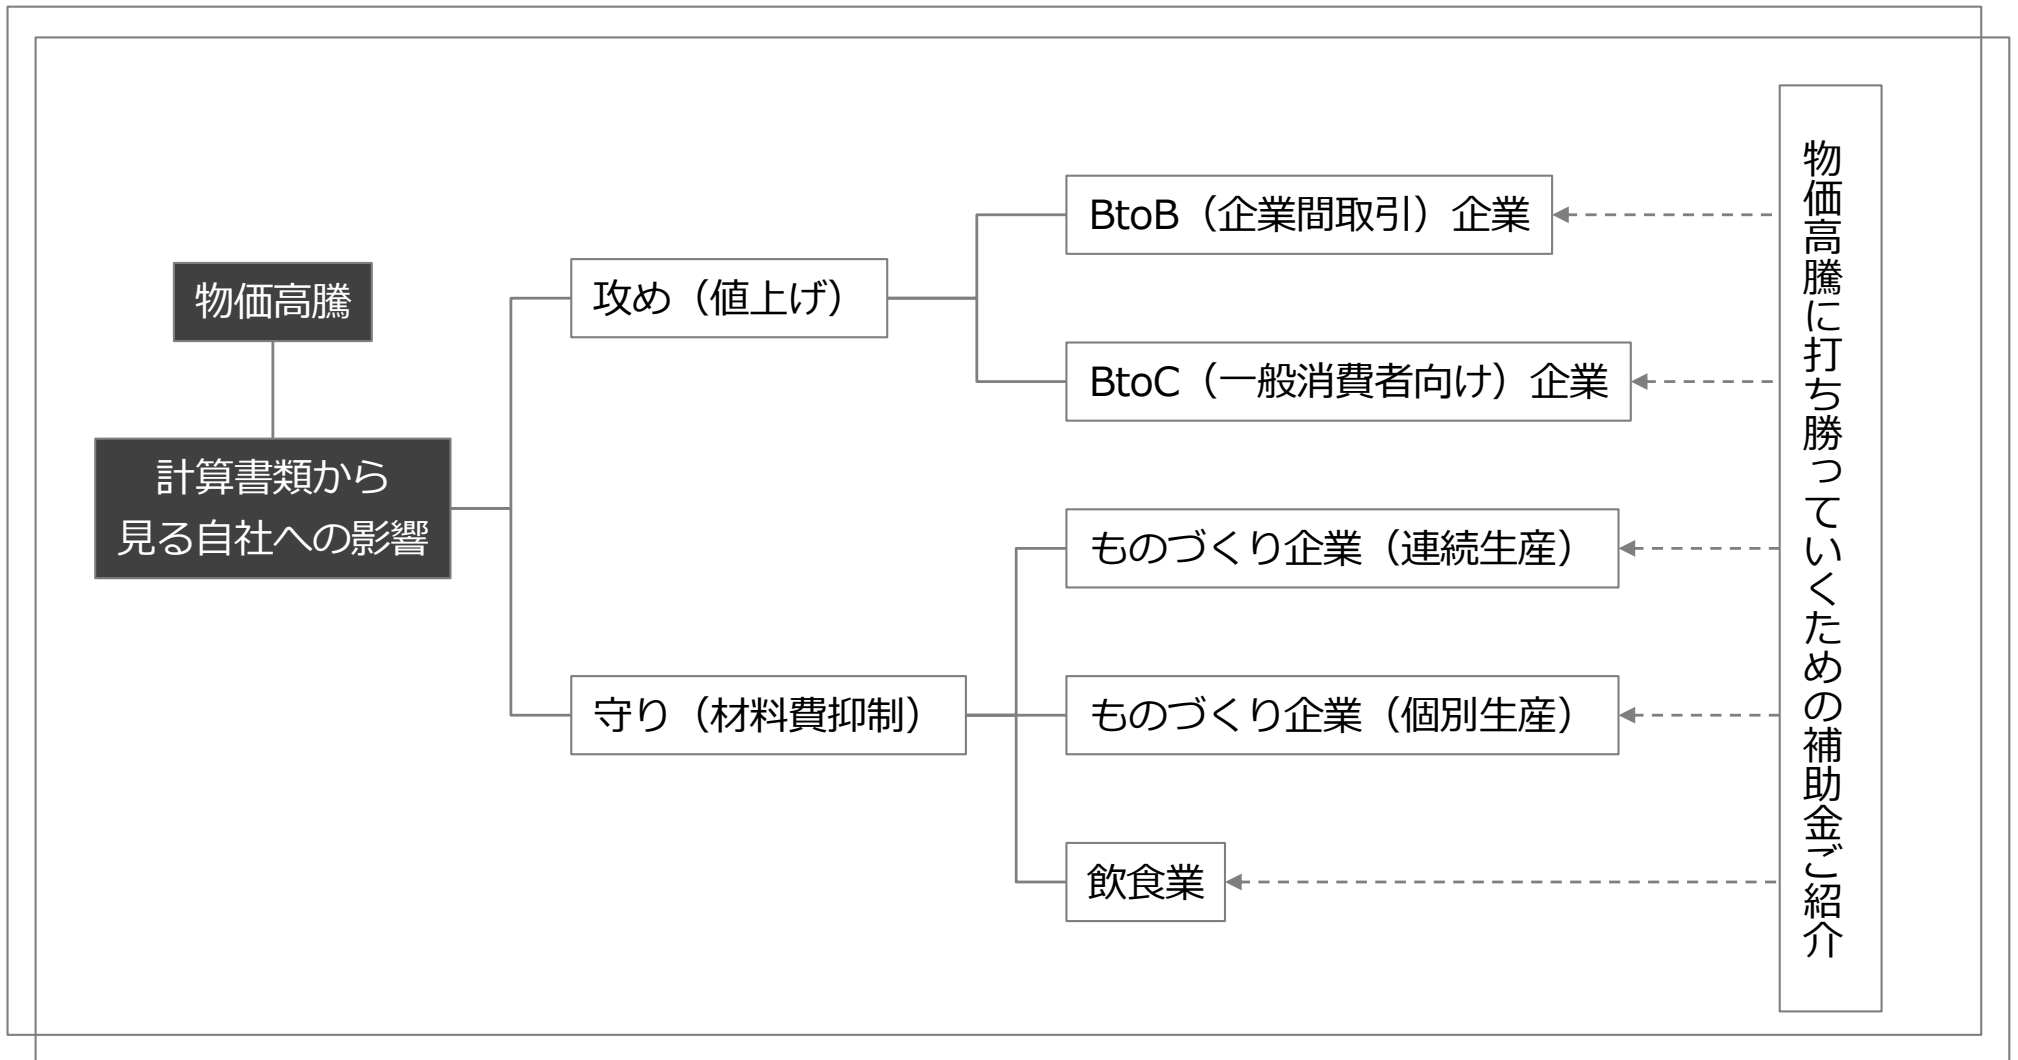 物価高騰
計算書類から
見る自社への影響
攻め（値上げ）
守り（材料費抑制）
BtoB（企業間取引）企業
BtoC（一般消費者向け）企業
ものづくり企業（連続生産）
ものづくり企業（個別生産）
飲食業
物価高騰に打ち勝っていくための補助金ご紹介